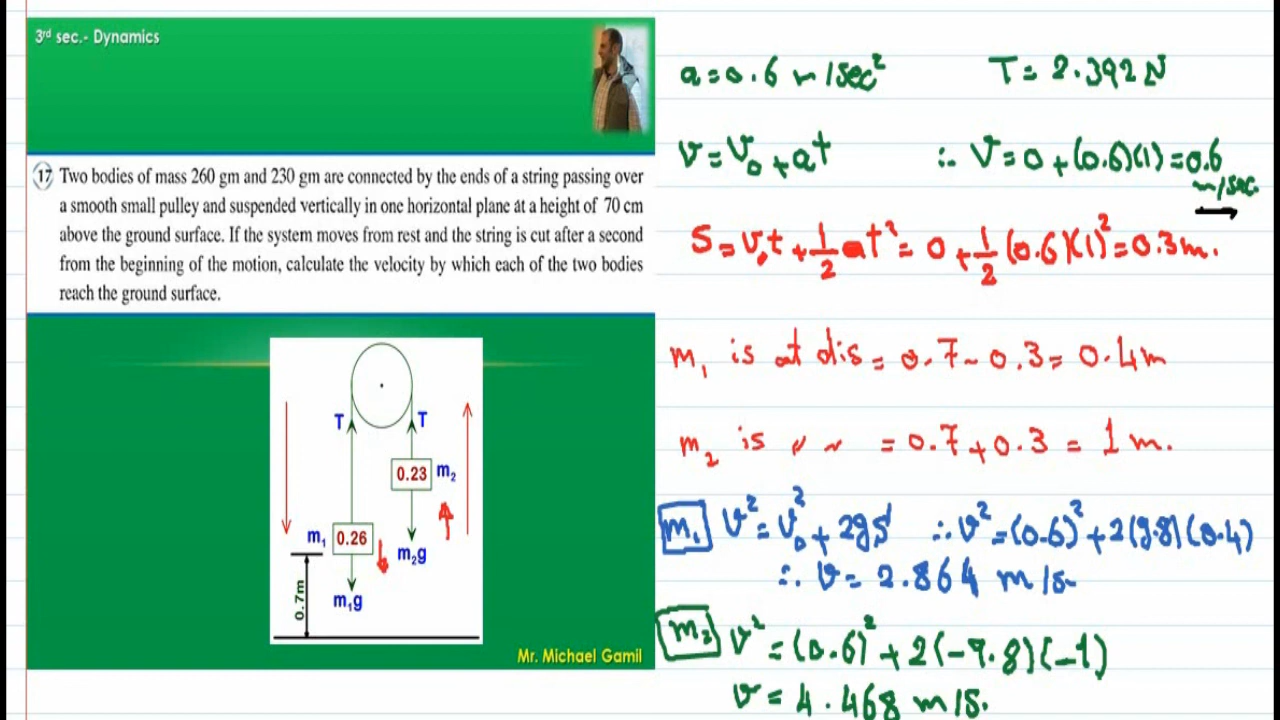 3rd sec.- Dynamics
17 Two bodies of mass 260 gm and 230 gm are connected by the ends of a string passing over
a smooth small pulley and suspended vertically in one horizontal plane at a height of 70 cm
above the ground surface. If the system moves from rest and the string is cut after a second
from the beginning of the motion, calculate the velocity by which each of the two bodies
reach the ground surface.
T T
0.23 m₂
m₁ 0.26
m₂g
0.7m
m₁g
Mr. Michael Gamil
a = 0.6 m/sec² T = 2.392 N
v = v₀ + at ∴ v = 0 + (0.6)(1) = 0.6
m/sec.
S = v₀t + 1/2 at² = 0 + 1/2 (0.6)(1)² = 0.3 m.
m₁ is at dis = 0.7 - 0.3 = 0.4 m
m₂ is 〃 〃 = 0.7 + 0.3 = 1 m.
m₁ v² = v₀² + 2gS ∴ v² = (0.6)² + 2(9.8)(0.4)
∴ v = 2.864 m/s.
m₂ v² = (0.6)² + 2(-9.8)(-1)
v = 4.468 m/s.